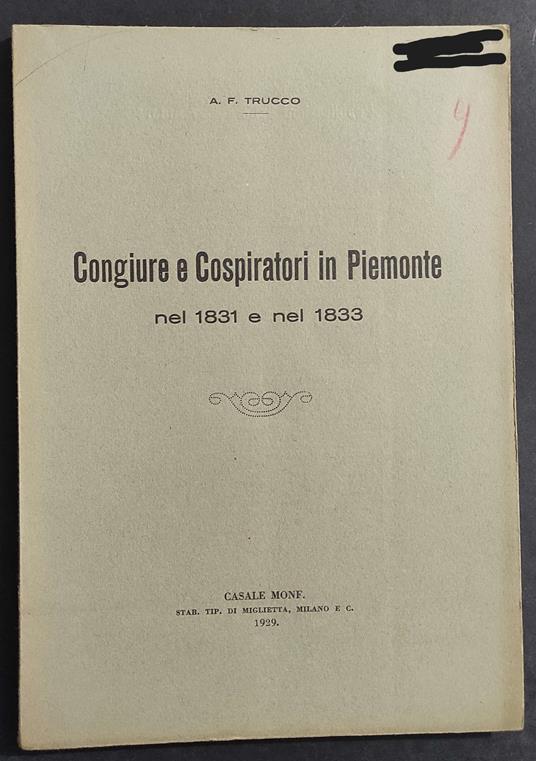 A. F. TRUCCO
Congiure e Cospiratori in Piemonte
nel 1831 e nel 1833
CASALE MONF.
STAB. TIP. DI MIGLIETTA, MILANO E C.
1929.